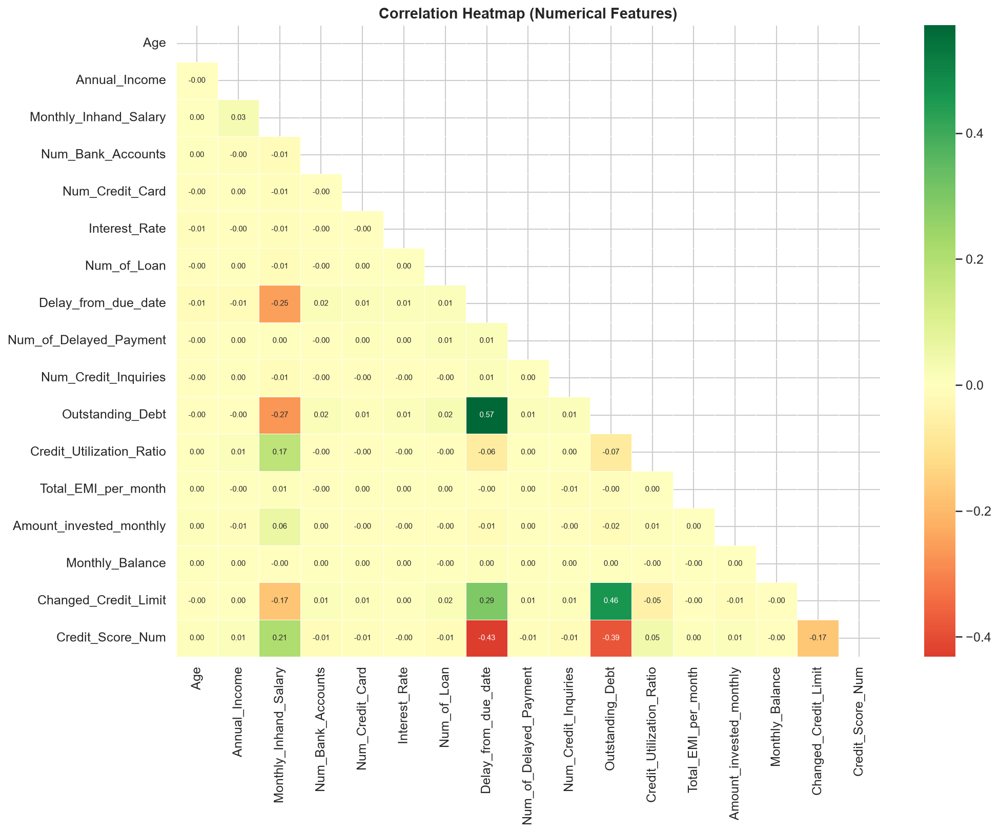 Correlation Heatmap (Numerical Features)
Age
Annual_Income -0.00
Monthly_Inhand_Salary 0.00 0.03
Num_Bank_Accounts 0.00 -0.00 -0.01
Num_Credit_Card -0.00 0.00 -0.01 -0.00
Interest_Rate -0.01 -0.00 -0.01 -0.00 -0.00
Num_of_Loan -0.00 0.00 -0.01 -0.00 0.00 0.00
Delay_from_due_date -0.01 -0.01 -0.25 0.02 0.01 0.01 0.01
Num_of_Delayed_Payment -0.00 0.00 0.00 -0.00 0.00 0.00 0.01 0.01
Num_Credit_Inquiries -0.00 0.00 -0.01 -0.00 -0.00 -0.00 -0.00 0.01 0.00
Outstanding_Debt -0.00 -0.00 -0.27 0.02 0.01 0.01 0.02 0.57 0.01 0.01
Credit_Utilization_Ratio 0.00 0.01 0.17 -0.00 -0.00 -0.00 -0.00 -0.06 0.00 0.00 -0.07
Total_EMI_per_month 0.00 -0.00 0.01 -0.00 0.00 0.00 0.00 -0.00 0.00 -0.01 -0.00 0.00
Amount_invested_monthly 0.00 -0.01 0.06 0.00 -0.00 -0.00 -0.00 -0.01 0.00 -0.00 -0.02 0.01 0.00
Monthly_Balance 0.00 0.00 -0.00 0.00 0.00 0.00 -0.00 0.00 0.00 0.00 0.00 -0.00 -0.00 0.00
Changed_Credit_Limit -0.00 0.00 -0.17 0.01 0.01 0.00 0.02 0.29 0.01 0.01 0.46 -0.05 -0.00 -0.01 -0.00
Credit_Score_Num 0.00 0.01 0.21 -0.01 -0.01 -0.00 -0.01 -0.43 -0.01 -0.01 -0.39 0.05 0.00 0.01 -0.00 -0.17
Age
Annual_Income
Monthly_Inhand_Salary
Num_Bank_Accounts
Num_Credit_Card
Interest_Rate
Num_of_Loan
Delay_from_due_date
Num_of_Delayed_Payment
Num_Credit_Inquiries
Outstanding_Debt
Credit_Utilization_Ratio
Total_EMI_per_month
Amount_invested_monthly
Monthly_Balance
Changed_Credit_Limit
Credit_Score_Num
0.4
0.2
0.0
−0.2
−0.4